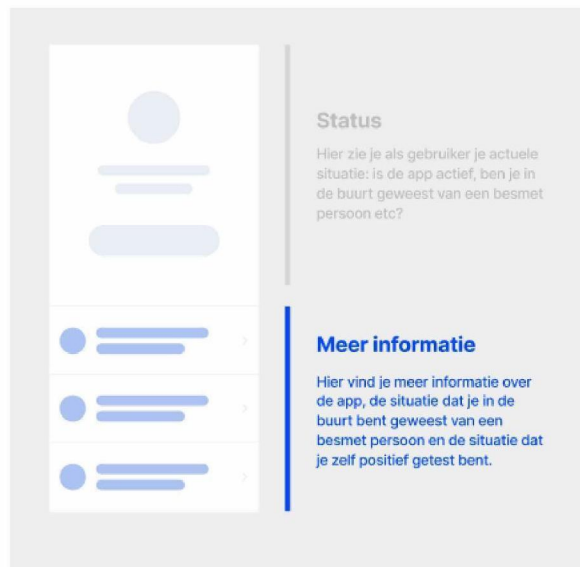 Status
Hier zie je als gebruiker je actuele
situatie: is de app actief, ben je in
de buurt geweest van een besmet
persoon etc?
Meer informatie
Hier vind je meer informatie over
de app, de situatie dat je in de
buurt bent geweest van een
besmet persoon en de situatie dat
je zelf positief getest bent.